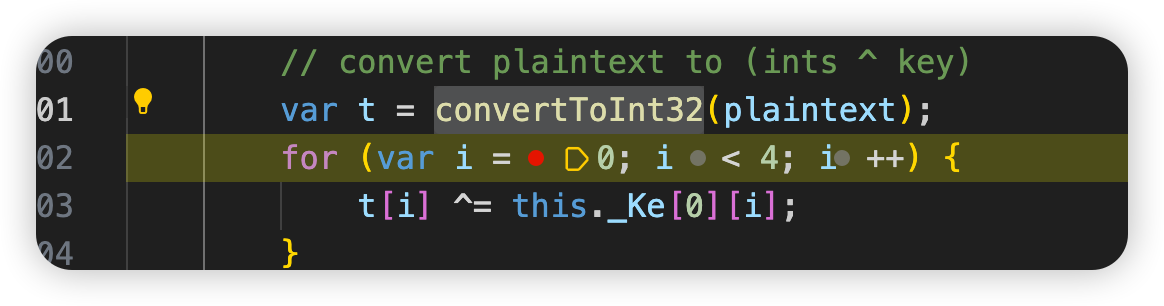 00 // convert plaintext to (ints ^ key)
01 var t = convertToInt32(plaintext);
02 for (var i = 0; i < 4; i ++) {
03 t[i] ^= this._Ke[0][i];
04 }